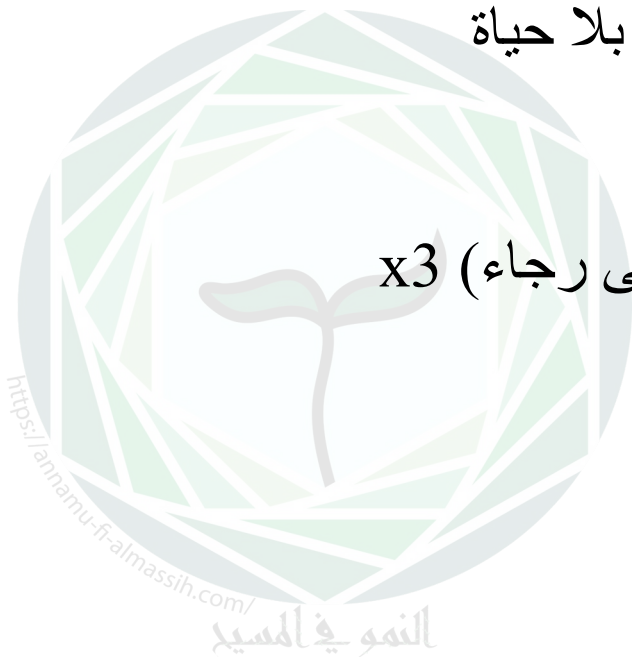 بلا حياة
رجاء) x3
https://annamu-fi-almassih.com/
النمو في المسيح